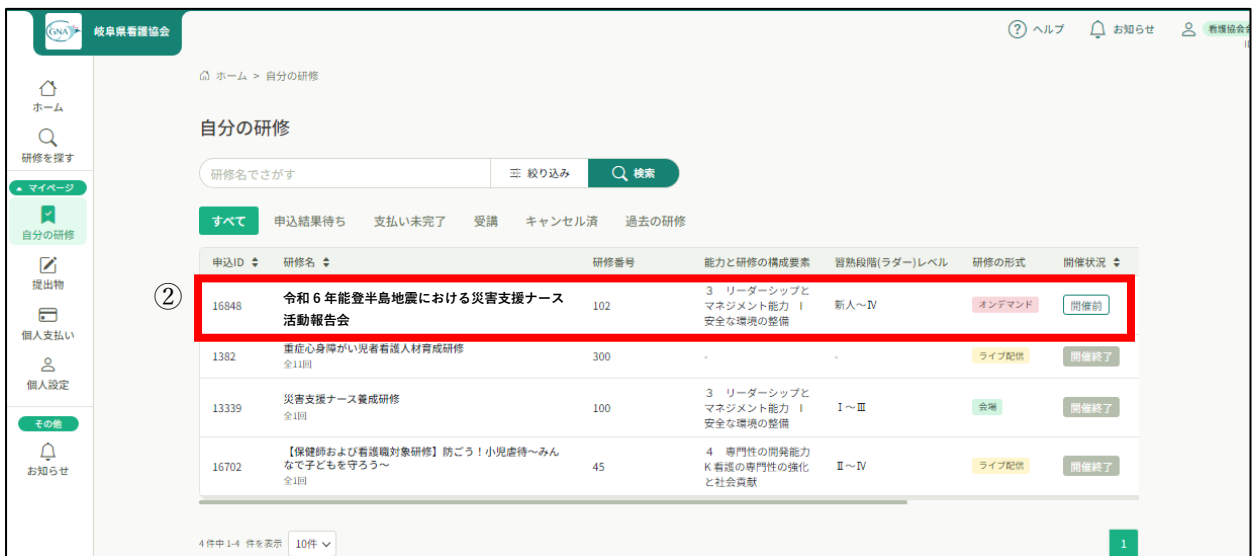 GNA
岐阜県看護協会
ヘルプ
お知らせ
看護協会会
ホーム
研修を探す
マイページ
自分の研修
提出物
個人支払い
個人設定
その他
お知らせ
ホーム > 自分の研修
自分の研修
研修名でさがす
絞り込み
検索
すべて 申込結果待ち 支払い未完了 受講 キャンセル済 過去の研修
申込ID 研修名 研修番号 能力と研修の構成要素 習熟段階(ラダー)レベル 研修の形式 開催状況
②
16848
令和6年能登半島地震における災害支援ナース
活動報告会
102
3 リーダーシップと
マネジメント能力 I
安全な環境の整備
新人~Ⅳ
オンデマンド
開催前
1382
重症心身障がい児者看護人材育成研修
全11回
300
-
-
ライブ配信
開催終了
13339
災害支援ナース養成研修
全1回
100
3 リーダーシップと
マネジメント能力 I
安全な環境の整備
Ⅰ~Ⅲ
会場
開催終了
16702
【保健師および看護職対象研修】防ごう!小児虐待~みん
なで子どもを守ろう~
全1回
45
4 専門性の開発能力
K 看護の専門性の強化
と社会貢献
Ⅱ~Ⅳ
ライブ配信
開催終了
4 件中 1-4 件を表示 10件
1